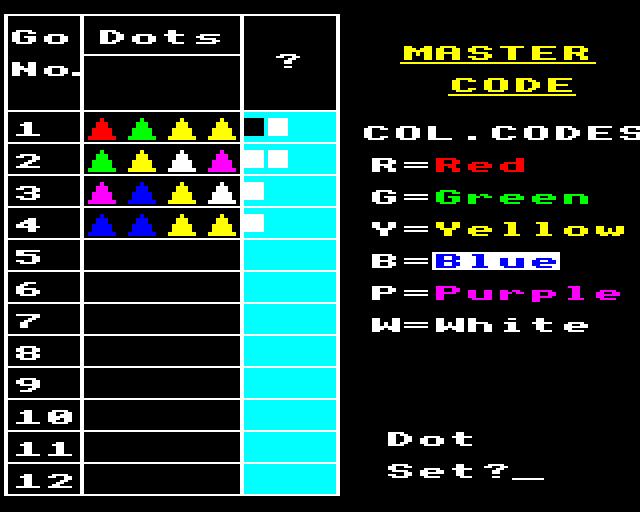 Go
No.
Dots
?
1
2
3
4
5
6
7
8
9
10
11
12
MASTER
CODE
COL.CODES
R=Red
G=Green
Y=Yellow
B=Blue
P=Purple
W=White
Dot
Set?_